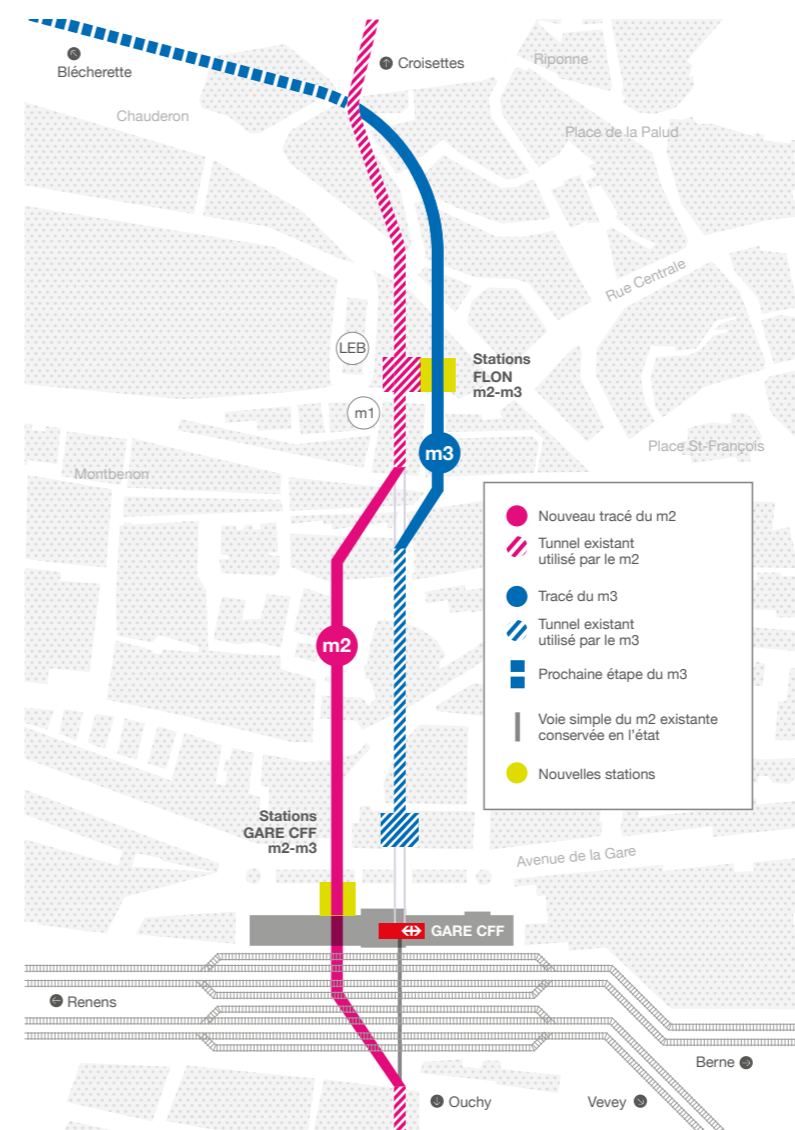 Blécherette
Croisettes
Riponne
Chauderon
Place de la Palud
Rue Centrale
LEB
Stations
FLON
m2-m3
m1
m3
Place St-François
Montbenon
Nouveau tracé du m2
Tunnel existant
utilisé par le m2
Tracé du m3
Tunnel existant
utilisé par le m3
Prochaine étape du m3
Voie simple du m2 existante
conservée en l'état
Nouvelles stations
m2
Stations
GARE CFF
m2-m3
Avenue de la Gare
GARE CFF
Renens
Berne
Ouchy
Vevey